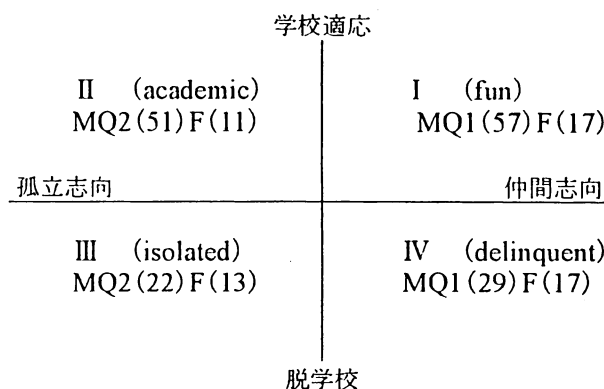 学校適応
II (academic)
MQ2(51)F(11)
I (fun)
MQ1(57)F(17)
孤立志向
仲間志向
III (isolated)
MQ2(22)F(13)
IV (delinquent)
MQ1(29)F(17)
脱学校